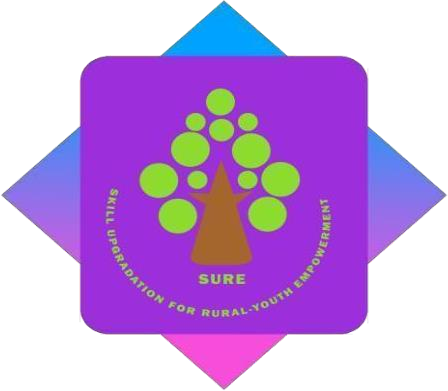 SURE
SKILL UPGRADATION FOR RURAL-YOUTH EMPOWERMENT